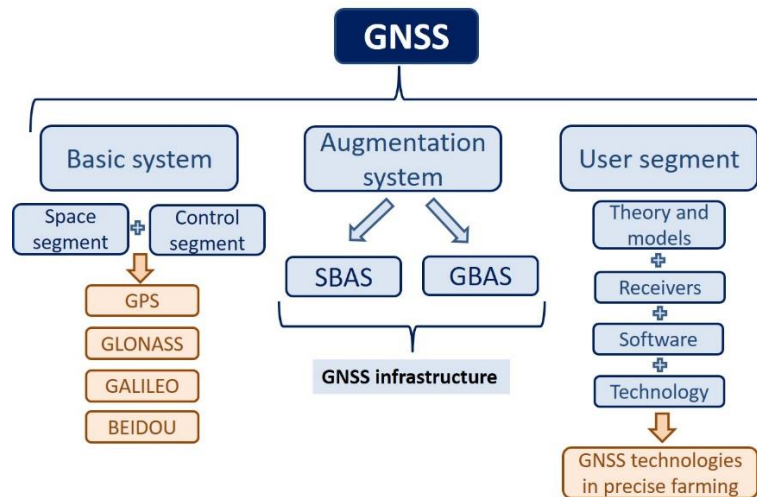 GNSS
Basic system
Augmentation
system
User segment
Space
segment
Control
segment
GPS
GLONASS
GALILEO
BEIDOU
SBAS
GBAS
GNSS infrastructure
Theory and
models
Receivers
Software
Technology
GNSS technologies
in precise farming